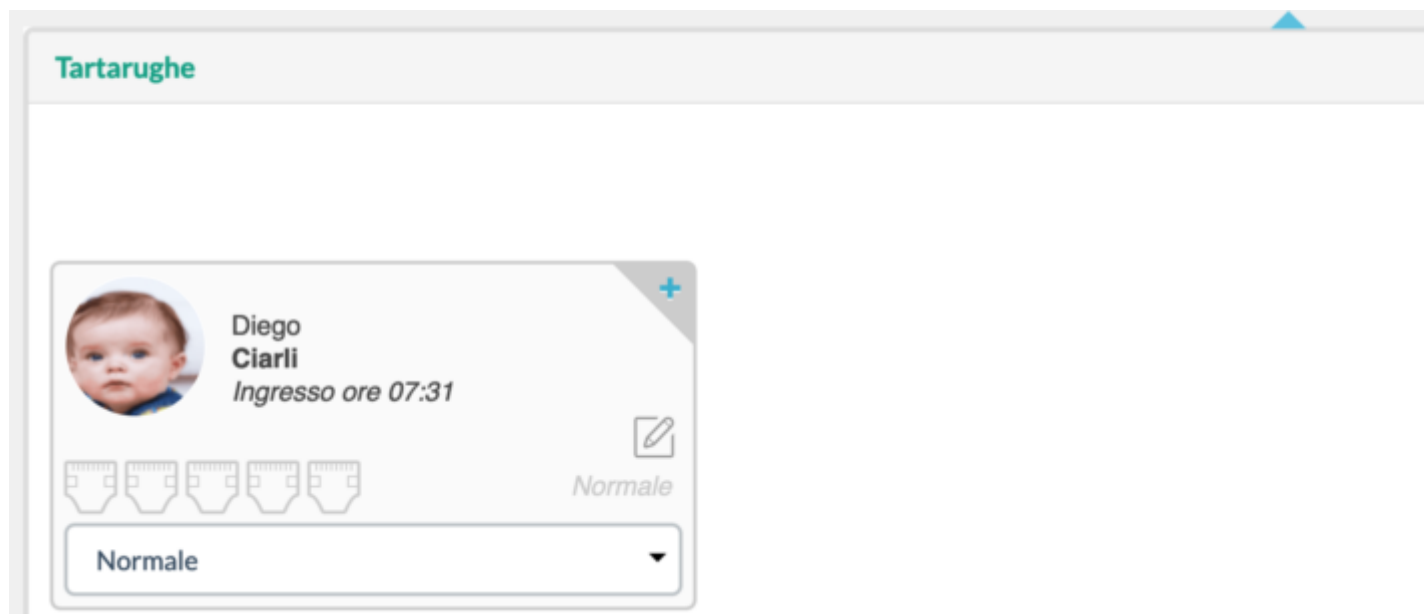 Tartarughe
Diego
Ciarli
Ingresso ore 07:31
Normale
Normale